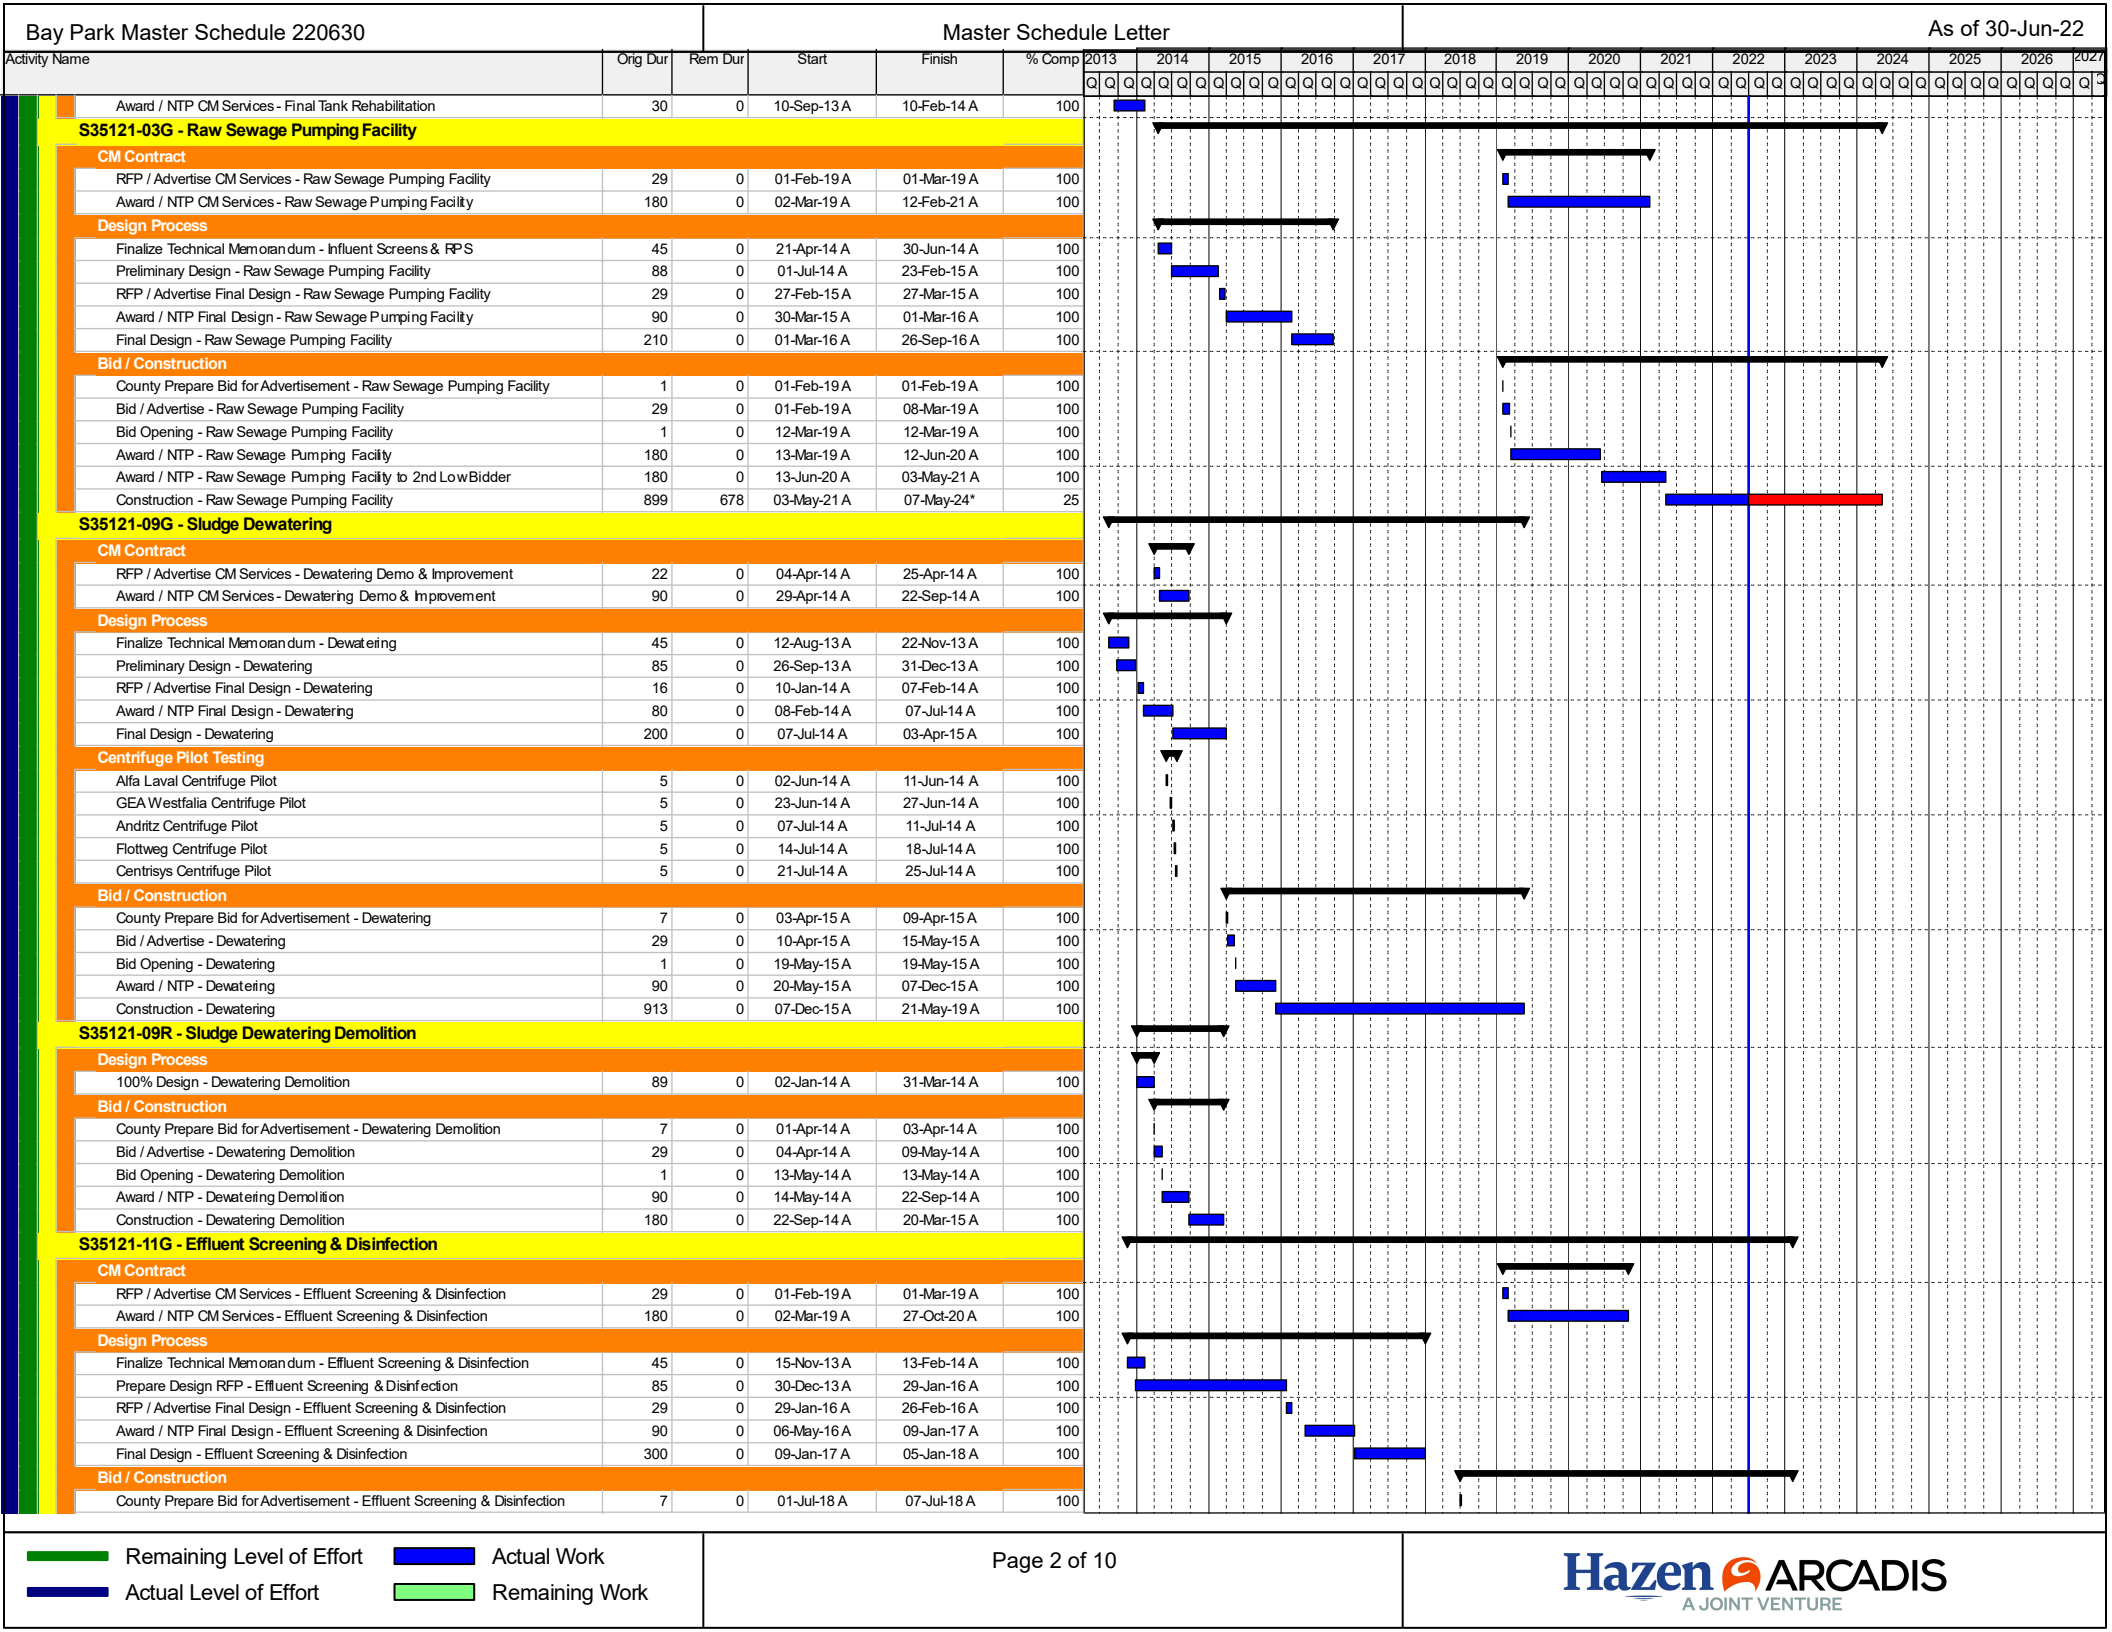 Bay Park Master Schedule 220630
Master Schedule Letter
As of 30-Jun-22
Activity Name Orig Dur Rem Dur Start Finish % Comp 2013 2014 2015 2016 2017 2018 2019 2020 2021 2022 2023 2024 2025 2026 2027
Q Q Q Q Q Q Q Q Q Q Q Q Q Q Q Q Q Q Q Q Q Q Q Q Q Q Q Q Q Q Q Q Q Q Q Q Q Q Q Q Q Q Q Q Q Q Q Q Q Q Q Q Q Q Q Q
Award / NTP CM Services - Final Tank Rehabilitation 30 0 10-Sep-13 A 10-Feb-14 A 100
S35121-03G - Raw Sewage Pumping Facility
CM Contract
RFP / Advertise CM Services - Raw Sewage Pumping Facility 29 0 01-Feb-19 A 01-Mar-19 A 100
Award / NTP CM Services - Raw Sewage Pumping Facility 180 0 02-Mar-19 A 12-Feb-21 A 100
Design Process
Finalize Technical Memorandum - Influent Screens & RPS 45 0 21-Apr-14 A 30-Jun-14 A 100
Preliminary Design - Raw Sewage Pumping Facility 88 0 01-Jul-14 A 23-Feb-15 A 100
RFP / Advertise Final Design - Raw Sewage Pumping Facility 29 0 27-Feb-15 A 27-Mar-15 A 100
Award / NTP Final Design - Raw Sewage Pumping Facility 90 0 30-Mar-15 A 01-Mar-16 A 100
Final Design - Raw Sewage Pumping Facility 210 0 01-Mar-16 A 26-Sep-16 A 100
Bid / Construction
County Prepare Bid for Advertisement - Raw Sewage Pumping Facility 1 0 01-Feb-19 A 01-Feb-19 A 100
Bid / Advertise - Raw Sewage Pumping Facility 29 0 01-Feb-19 A 08-Mar-19 A 100
Bid Opening - Raw Sewage Pumping Facility 1 0 12-Mar-19 A 12-Mar-19 A 100
Award / NTP - Raw Sewage Pumping Facility 180 0 13-Mar-19 A 12-Jun-20 A 100
Award / NTP - Raw Sewage Pumping Facility to 2nd Low Bidder 180 0 13-Jun-20 A 03-May-21 A 100
Construction - Raw Sewage Pumping Facility 899 678 03-May-21 A 07-May-24* 25
S35121-09G - Sludge Dewatering
CM Contract
RFP / Advertise CM Services - Dewatering Demo & Improvement 22 0 04-Apr-14 A 25-Apr-14 A 100
Award / NTP CM Services - Dewatering Demo & Improvement 90 0 29-Apr-14 A 22-Sep-14 A 100
Design Process
Finalize Technical Memorandum - Dewatering 45 0 12-Aug-13 A 22-Nov-13 A 100
Preliminary Design - Dewatering 85 0 26-Sep-13 A 31-Dec-13 A 100
RFP / Advertise Final Design - Dewatering 16 0 10-Jan-14 A 07-Feb-14 A 100
Award / NTP Final Design - Dewatering 80 0 08-Feb-14 A 07-Jul-14 A 100
Final Design - Dewatering 200 0 07-Jul-14 A 03-Apr-15 A 100
Centrifuge Pilot Testing
Alfa Laval Centrifuge Pilot 5 0 02-Jun-14 A 11-Jun-14 A 100
GEA Westfalia Centrifuge Pilot 5 0 23-Jun-14 A 27-Jun-14 A 100
Andritz Centrifuge Pilot 5 0 07-Jul-14 A 11-Jul-14 A 100
Flottweg Centrifuge Pilot 5 0 14-Jul-14 A 18-Jul-14 A 100
Centrisys Centrifuge Pilot 5 0 21-Jul-14 A 25-Jul-14 A 100
Bid / Construction
County Prepare Bid for Advertisement - Dewatering 7 0 03-Apr-15 A 09-Apr-15 A 100
Bid / Advertise - Dewatering 29 0 10-Apr-15 A 15-May-15 A 100
Bid Opening - Dewatering 1 0 19-May-15 A 19-May-15 A 100
Award / NTP - Dewatering 90 0 20-May-15 A 07-Dec-15 A 100
Construction - Dewatering 913 0 07-Dec-15 A 21-May-19 A 100
S35121-09R - Sludge Dewatering Demolition
Design Process
100% Design - Dewatering Demolition 89 0 02-Jan-14 A 31-Mar-14 A 100
Bid / Construction
County Prepare Bid for Advertisement - Dewatering Demolition 7 0 01-Apr-14 A 03-Apr-14 A 100
Bid / Advertise - Dewatering Demolition 29 0 04-Apr-14 A 09-May-14 A 100
Bid Opening - Dewatering Demolition 1 0 13-May-14 A 13-May-14 A 100
Award / NTP - Dewatering Demolition 90 0 14-May-14 A 22-Sep-14 A 100
Construction - Dewatering Demolition 180 0 22-Sep-14 A 20-Mar-15 A 100
S35121-11G - Effluent Screening & Disinfection
CM Contract
RFP / Advertise CM Services - Effluent Screening & Disinfection 29 0 01-Feb-19 A 01-Mar-19 A 100
Award / NTP CM Services - Effluent Screening & Disinfection 180 0 02-Mar-19 A 27-Oct-20 A 100
Design Process
Finalize Technical Memorandum - Effluent Screening & Disinfection 45 0 15-Nov-13 A 13-Feb-14 A 100
Prepare Design RFP - Effluent Screening & Disinfection 85 0 30-Dec-13 A 29-Jan-16 A 100
RFP / Advertise Final Design - Effluent Screening & Disinfection 29 0 29-Jan-16 A 26-Feb-16 A 100
Award / NTP Final Design - Effluent Screening & Disinfection 90 0 06-May-16 A 09-Jan-17 A 100
Final Design - Effluent Screening & Disinfection 300 0 09-Jan-17 A 05-Jan-18 A 100
Bid / Construction
County Prepare Bid for Advertisement - Effluent Screening & Disinfection 7 0 01-Jul-18 A 07-Jul-18 A 100
Remaining Level of Effort Actual Work
Actual Level of Effort Remaining Work
Page 2 of 10
Hazen ARCADIS
A JOINT VENTURE